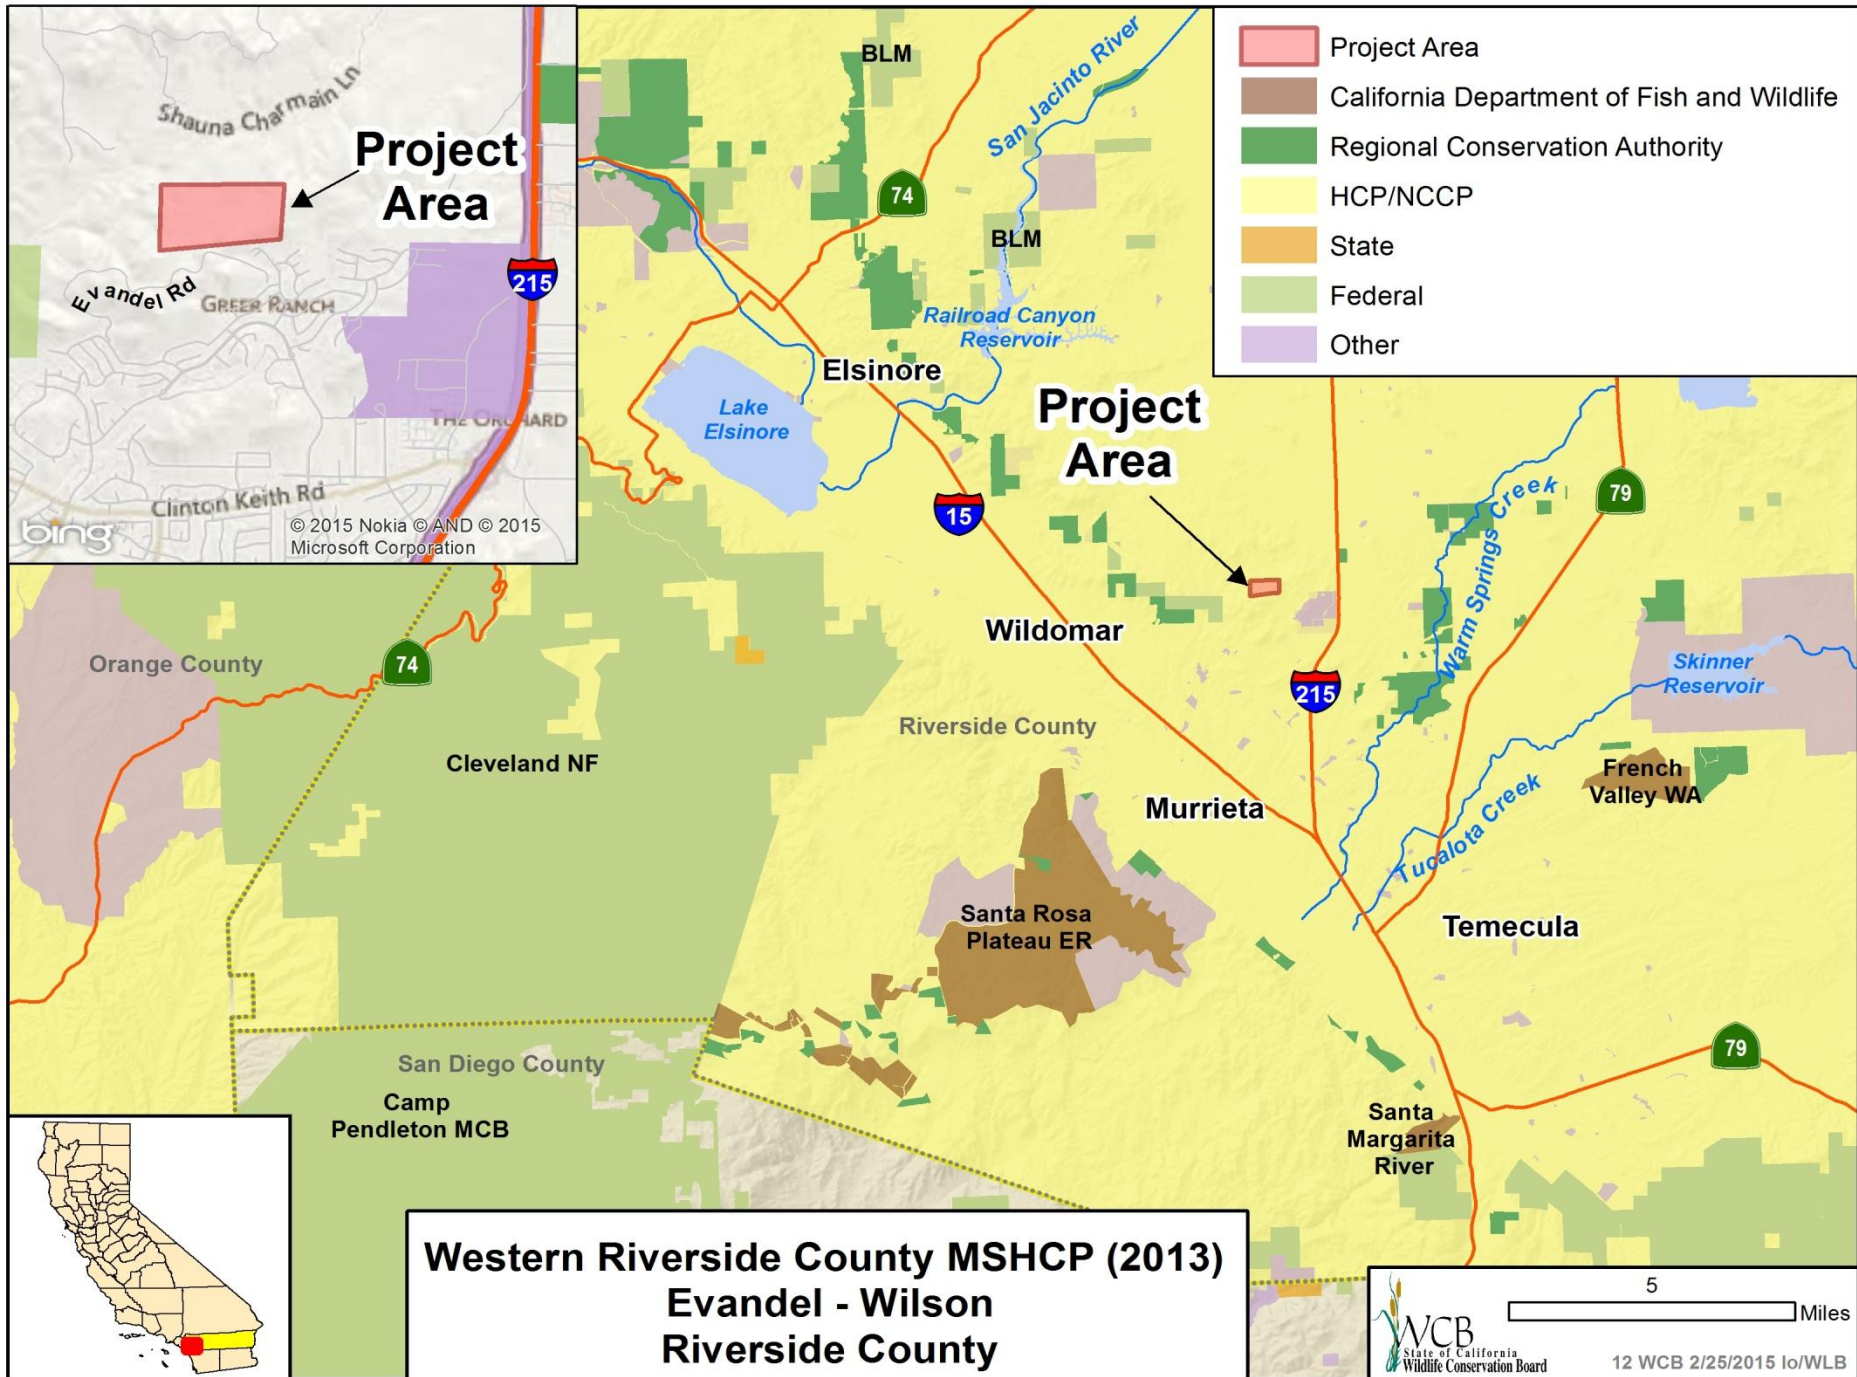 Shauna Charmain Ln
Project
Area
215
Evandel Rd
GREER RANCH
THE ORCHARD
Clinton Keith Rd
bing
© 2015 Nokia © AND © 2015
Microsoft Corporation
BLM
San Jacinto River
74
BLM
Railroad Canyon
Reservoir
Elsinore
Lake
Elsinore
Project
Area
15
Wildomar
215
Warm Springs Creek
79
Skinner
Reservoir
Orange County
74
Cleveland NF
Riverside County
Murrieta
French
Valley WA
Tucalota Creek
Santa Rosa
Plateau ER
Temecula
79
San Diego County
Camp
Pendleton MCB
Santa
Margarita
River
Project Area
California Department of Fish and Wildlife
Regional Conservation Authority
HCP/NCCP
State
Federal
Other
Western Riverside County MSHCP (2013)
Evandel - Wilson
Riverside County
5
Miles
WCB
State of California
Wildlife Conservation Board
12 WCB 2/25/2015 lo/WLB